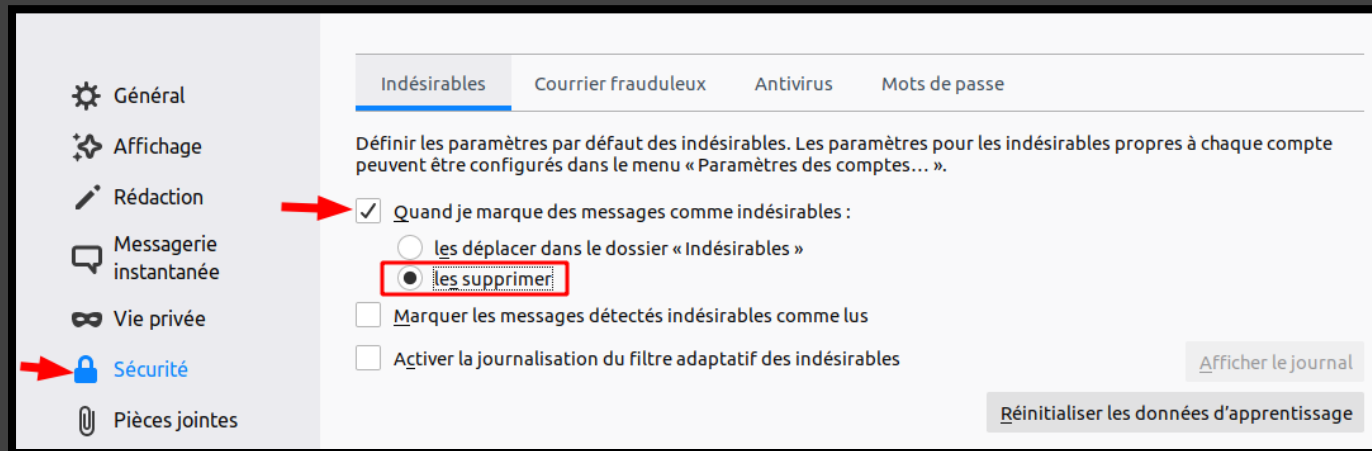 Général
Affichage
Rédaction
Messagerie
instantanée
Vie privée
Sécurité
Pièces jointes
Indésirables Courrier frauduleux Antivirus Mots de passe
Définir les paramètres par défaut des indésirables. Les paramètres pour les indésirables propres à chaque compte
peuvent être configurés dans le menu « Paramètres des comptes… ».
Quand je marque des messages comme indésirables :
les déplacer dans le dossier « Indésirables »
les supprimer
Marquer les messages détectés indésirables comme lus
Activer la journalisation du filtre adaptatif des indésirables
Afficher le journal
Réinitialiser les données d’apprentissage